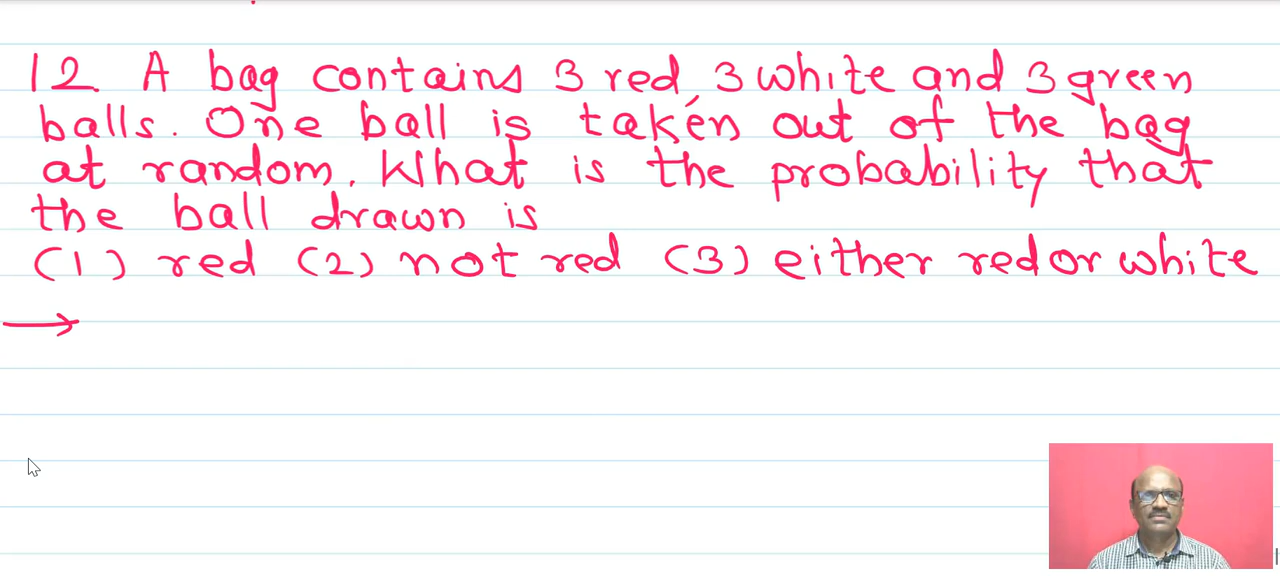 12. A bag contains 3 red, 3 white and 3 green
balls. One ball is taken out of the bag
at random. What is the probability that
the ball drawn is
(1) red (2) not red (3) either red or white
→